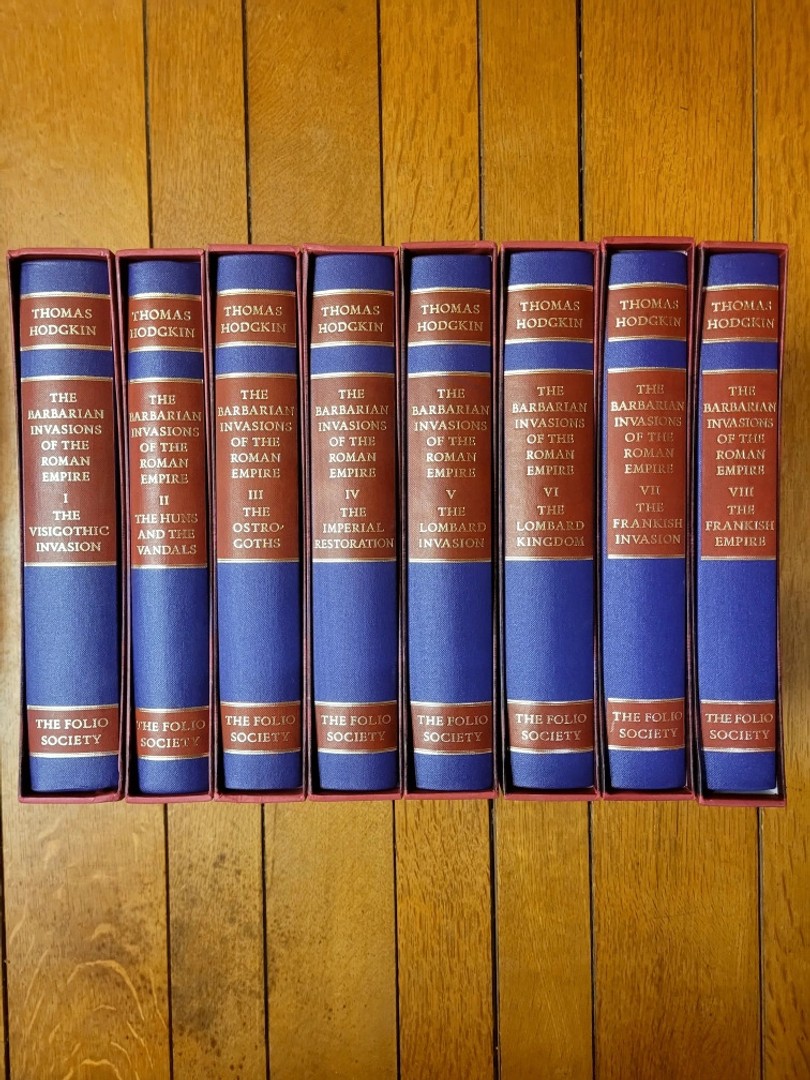 THOMAS
HODGKIN
THE
BARBARIAN
INVASIONS
OF THE
ROMAN
EMPIRE
I
THE
VISIGOTHIC
INVASION
THE FOLIO
SOCIETY
THOMAS
HODGKIN
THE
BARBARIAN
INVASIONS
OF THE
ROMAN
EMPIRE
II
THE HUNS
AND THE
VANDALS
THE FOLIO
SOCIETY
THOMAS
HODGKIN
THE
BARBARIAN
INVASIONS
OF THE
ROMAN
EMPIRE
III
THE
OSTRO-
GOTHS
THE FOLIO
SOCIETY
THOMAS
HODGKIN
THE
BARBARIAN
INVASIONS
OF THE
ROMAN
EMPIRE
IV
THE
IMPERIAL
RESTORATION
THE FOLIO
SOCIETY
THOMAS
HODGKIN
THE
BARBARIAN
INVASIONS
OF THE
ROMAN
EMPIRE
V
THE
LOMBARD
INVASION
THE FOLIO
SOCIETY
THOMAS
HODGKIN
THE
BARBARIAN
INVASIONS
OF THE
ROMAN
EMPIRE
VI
THE
LOMBARD
KINGDOM
THE FOLIO
SOCIETY
THOMAS
HODGKIN
THE
BARBARIAN
INVASIONS
OF THE
ROMAN
EMPIRE
VII
THE
FRANKISH
INVASION
THE FOLIO
SOCIETY
THOMAS
HODGKIN
THE
BARBARIAN
INVASIONS
OF THE
ROMAN
EMPIRE
VIII
THE
FRANKISH
EMPIRE
THE FOLIO
SOCIETY